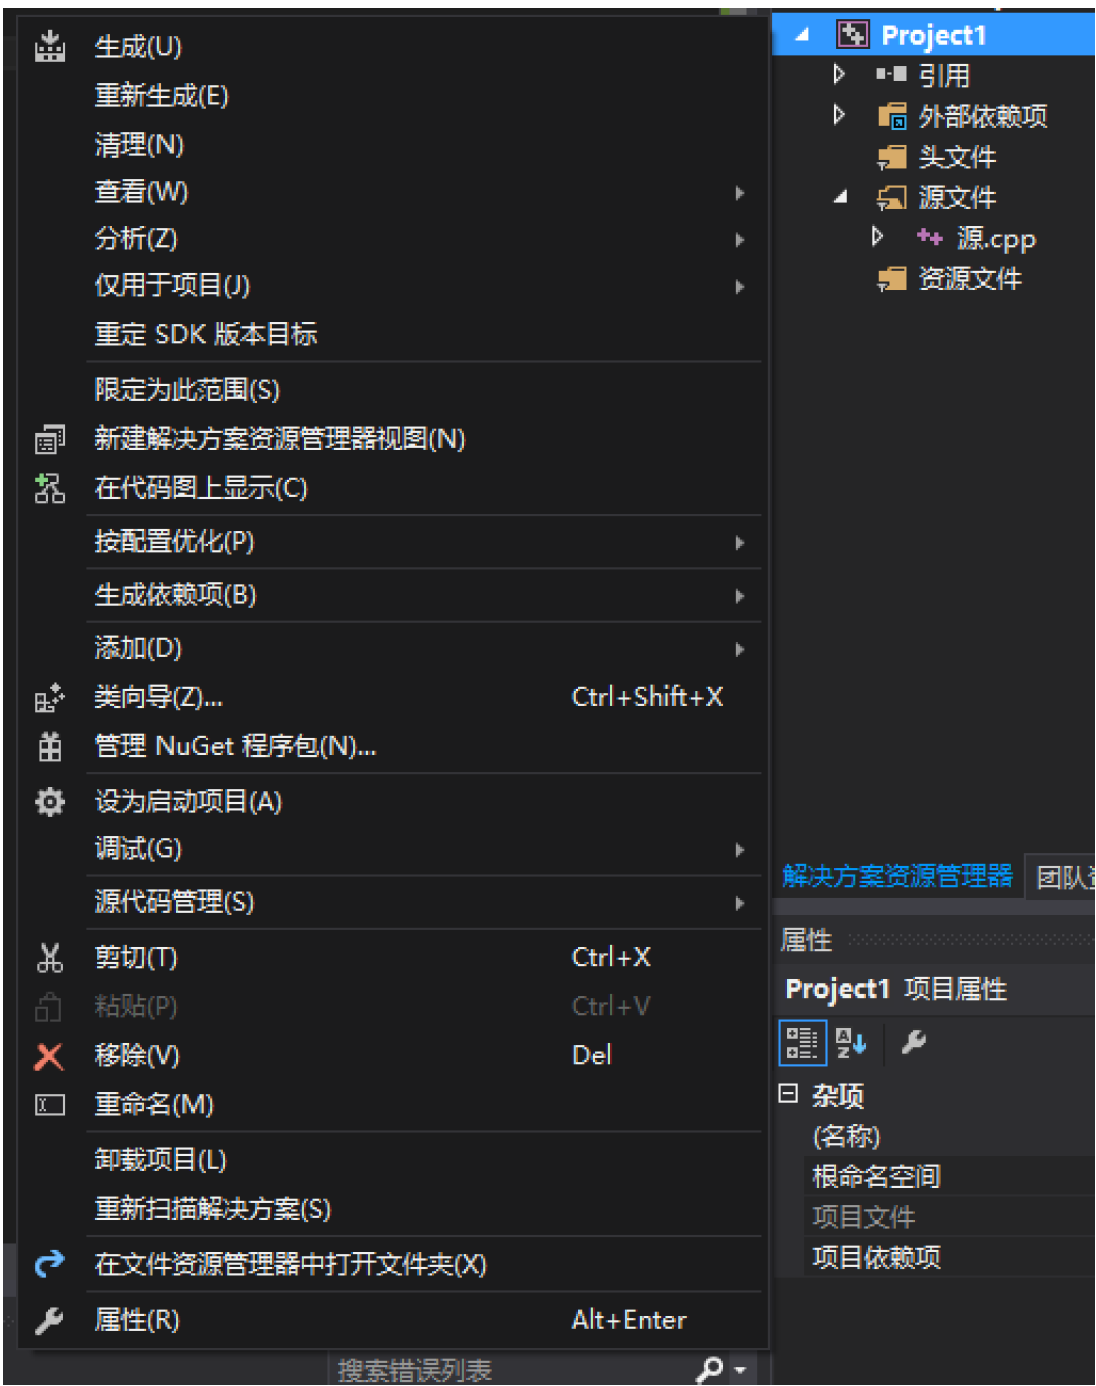 生成(U)
重新生成(E)
清理(N)
查看(W)
分析(Z)
仅用于项目(J)
重定 SDK 版本目标
限定为此范围(S)
新建解决方案资源管理器视图(N)
在代码图上显示(C)
按配置优化(P)
生成依赖项(B)
添加(D)
类向导(Z)... Ctrl+Shift+X
管理 NuGet 程序包(N)...
设为启动项目(A)
调试(G)
源代码管理(S)
剪切(T) Ctrl+X
粘贴(P) Ctrl+V
移除(V) Del
重命名(M)
卸载项目(L)
重新扫描解决方案(S)
在文件资源管理器中打开文件夹(X)
属性(R) Alt+Enter
搜索错误列表
Project1
引用
外部依赖项
头文件
源文件
++ 源.cpp
资源文件
解决方案资源管理器 团队
属性
Project1 项目属性
杂项
(名称)
根命名空间
项目文件
项目依赖项